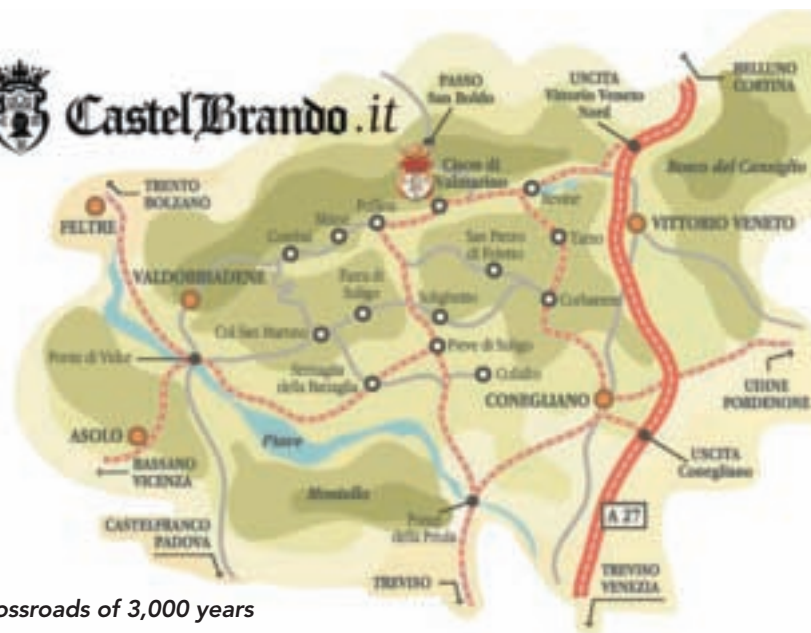 CastelBrando.it
PASSO
San Boldo
USCITA
Vittorio Veneto
Nord
BELLUNO
CORTINA
Bosco del Cansiglio
TRENTO
BOLZANO
FELTRE
Cison di
Valmarino
Revine
Follina
Miane
Combai
Tarzo
VITTORIO VENETO
San Pietro
di Feletto
VALDOBBIADENE
Farra di
Soligo
Solighetto
Corbanese
Col San Martino
Pieve di Soligo
Ponte di Vidor
Sernaglia
della Battaglia
Collalto
CONEGLIANO
UDINE
PORDENONE
ASOLO
Piave
BASSANO
VICENZA
USCITA
Conegliano
Montello
Ponte
della Priula
A 27
CASTELFRANCO
PADOVA
TREVISO
TREVISO
VENEZIA
ossroads of 3,000 years